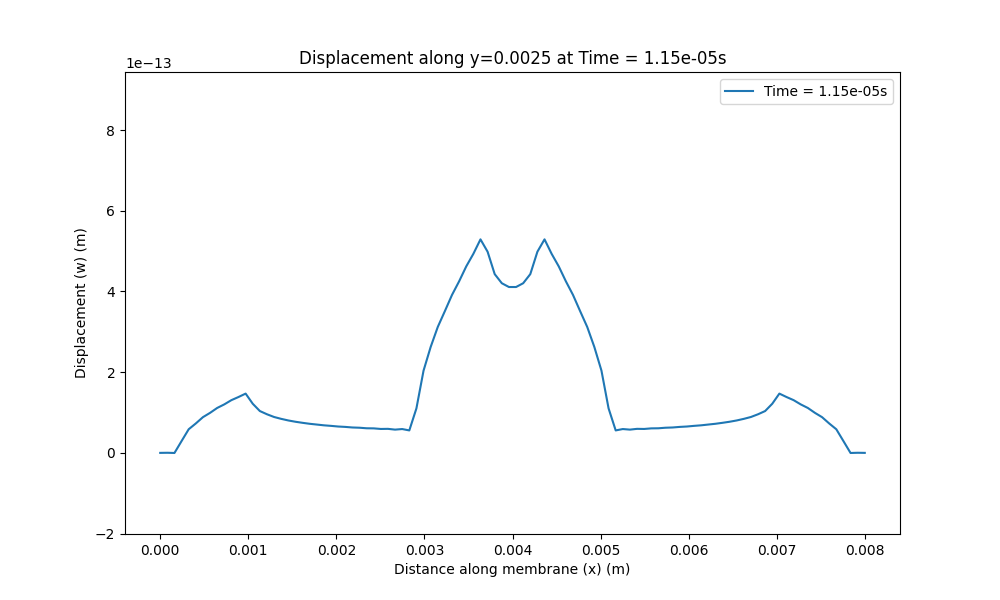 Displacement along y=0.0025 at Time = 1.15e-05s
1e−13
Time = 1.15e-05s
8
6
4
2
0
−2
Displacement (w) (m)
0.000 0.001 0.002 0.003 0.004 0.005 0.006 0.007 0.008
Distance along membrane (x) (m)